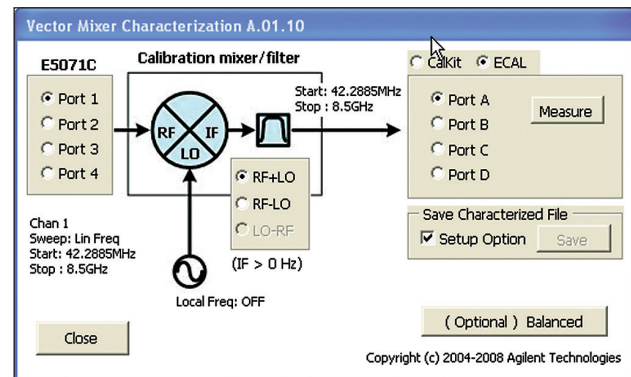 Vector Mixer Characterization A.01.10
E5071C
Port 1
Port 2
Port 3
Port 4
Chan 1
Sweep: Lin Freq
Start: 42.2885MHz
Stop : 8.5GHz
Close
Calibration mixer/filter
RF
IF
LO
Start: 42.2885MHz
Stop : 8.5GHz
RF+LO
RF-LO
LO-RF
(IF > 0 Hz)
Local Freq: OFF
CalKit
ECAL
Port A
Port B
Port C
Port D
Measure
Save Characterized File
Setup Option
Save
( Optional ) Balanced
Copyright (c) 2004-2008 Agilent Technologies